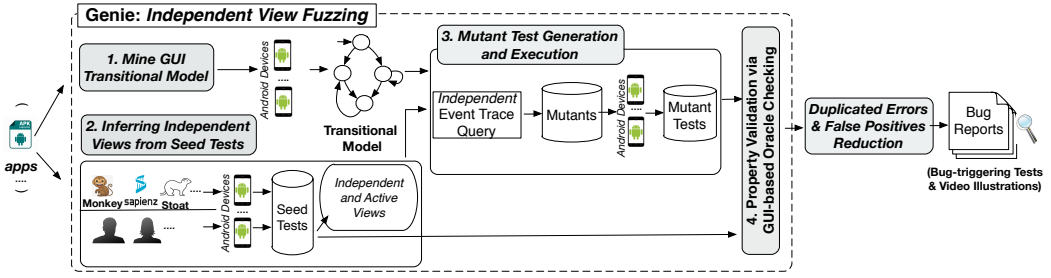 Genie: Independent View Fuzzing
APK
apps
....
1. Mine GUI
Transitional Model
Android Devices
....
Transitional
Model
2. Inferring Independent
Views from Seed Tests
Monkey
sapienz
Stoat
....
....
Android Devices
....
Seed
Tests
Independent
and Active
Views
3. Mutant Test Generation
and Execution
Independent
Event Trace
Query
Mutants
Android Devices
....
Mutant
Tests
4. Property Validation via
GUI-based Oracle Checking
Duplicated Errors
& False Positives
Reduction
Bug
Reports
(Bug-triggering Tests
& Video Illustrations)